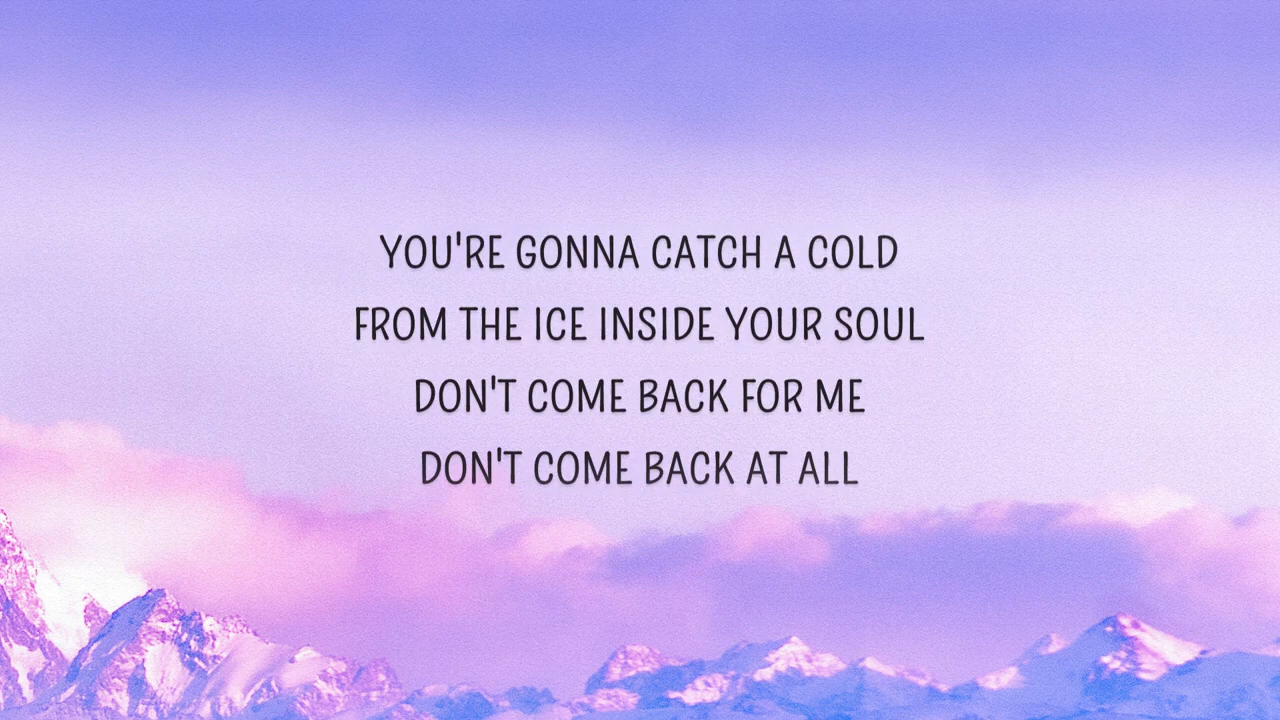 YOU'RE GONNA CATCH A COLD
FROM THE ICE INSIDE YOUR SOUL
DON'T COME BACK FOR ME
DON'T COME BACK AT ALL